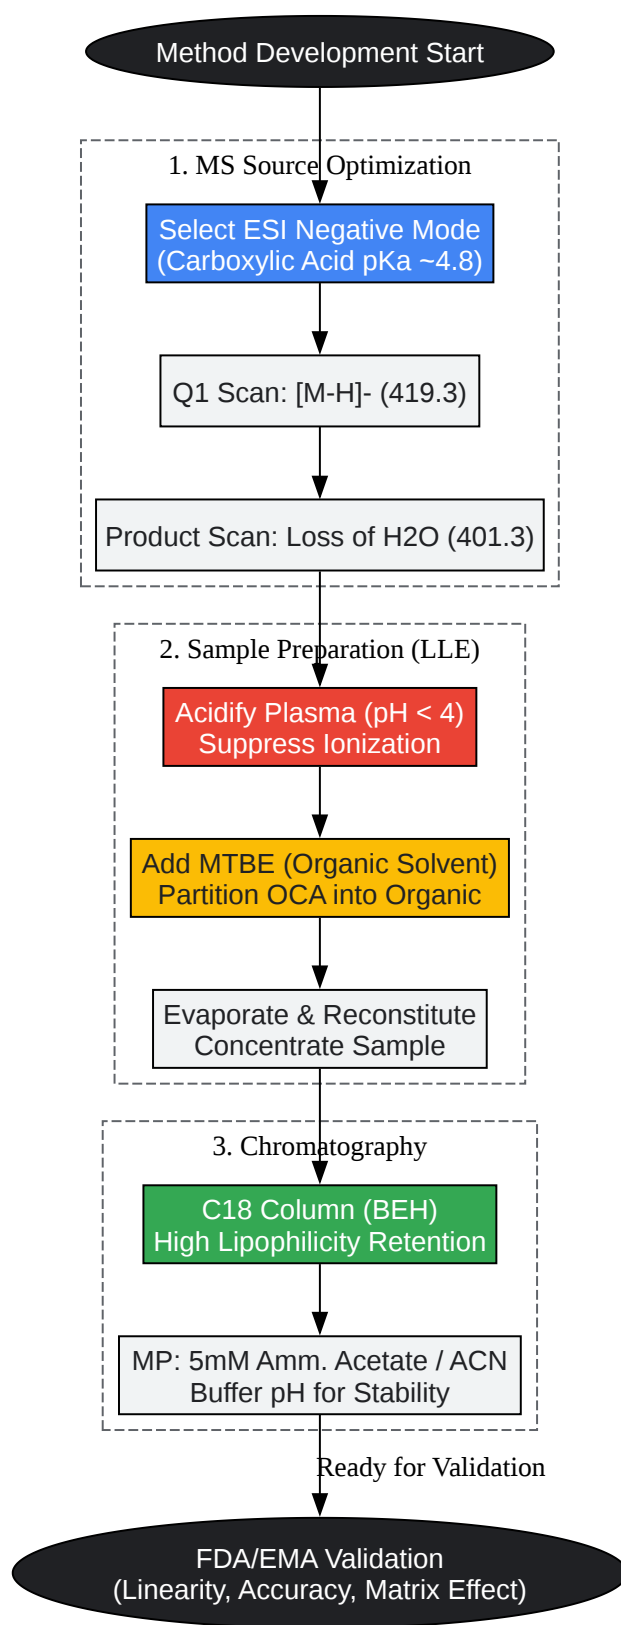 Method Development Start
1. MS Source Optimization
Select ESI Negative Mode
(Carboxylic Acid pKa ~4.8)
Q1 Scan: [M-H]- (419.3)
Product Scan: Loss of H2O (401.3)
2. Sample Preparation (LLE)
Acidify Plasma (pH < 4)
Suppress Ionization
Add MTBE (Organic Solvent)
Partition OCA into Organic
Evaporate & Reconstitute
Concentrate Sample
3. Chromatography
C18 Column (BEH)
High Lipophilicity Retention
MP: 5mM Amm. Acetate / ACN
Buffer pH for Stability
Ready for Validation
FDA/EMA Validation
(Linearity, Accuracy, Matrix Effect)